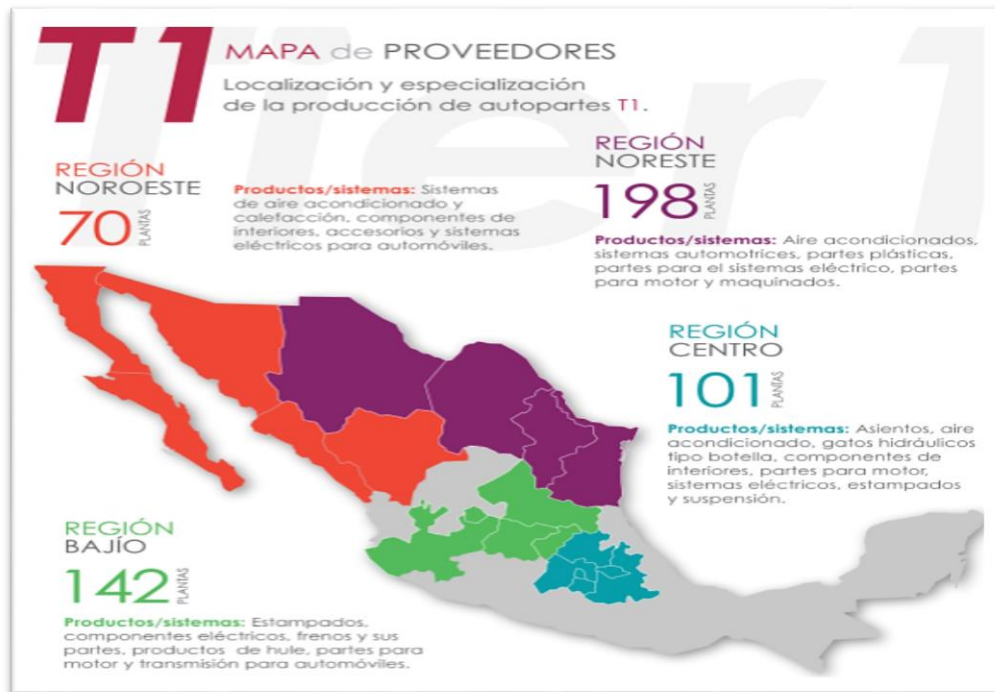 T1 MAPA de PROVEEDORES
Localización y especialización
de la producción de autopartes T1.
Tier 1
REGIÓN
NOROESTE
70 PLANTAS
Productos/sistemas: Sistemas
de aire acondicionado y
calefacción, componentes de
interiores, accesorios y sistemas
eléctricos para automóviles.
REGIÓN
NORESTE
198 PLANTAS
Productos/sistemas: Aire acondicionados,
sistemas automotrices, partes plásticas,
partes para el sistemas eléctrico, partes
para motor y maquinados.
REGIÓN
CENTRO
101 PLANTAS
Productos/sistemas: Asientos, aire
acondicionado, gatos hidráulicos
tipo botella, componentes de
interiores, partes para motor,
sistemas eléctricos, estampados
y suspensión.
REGIÓN
BAJÍO
142 PLANTAS
Productos/sistemas: Estampados,
componentes eléctricos, frenos y sus
partes, productos de hule, partes para
motor y transmisión para automóviles.